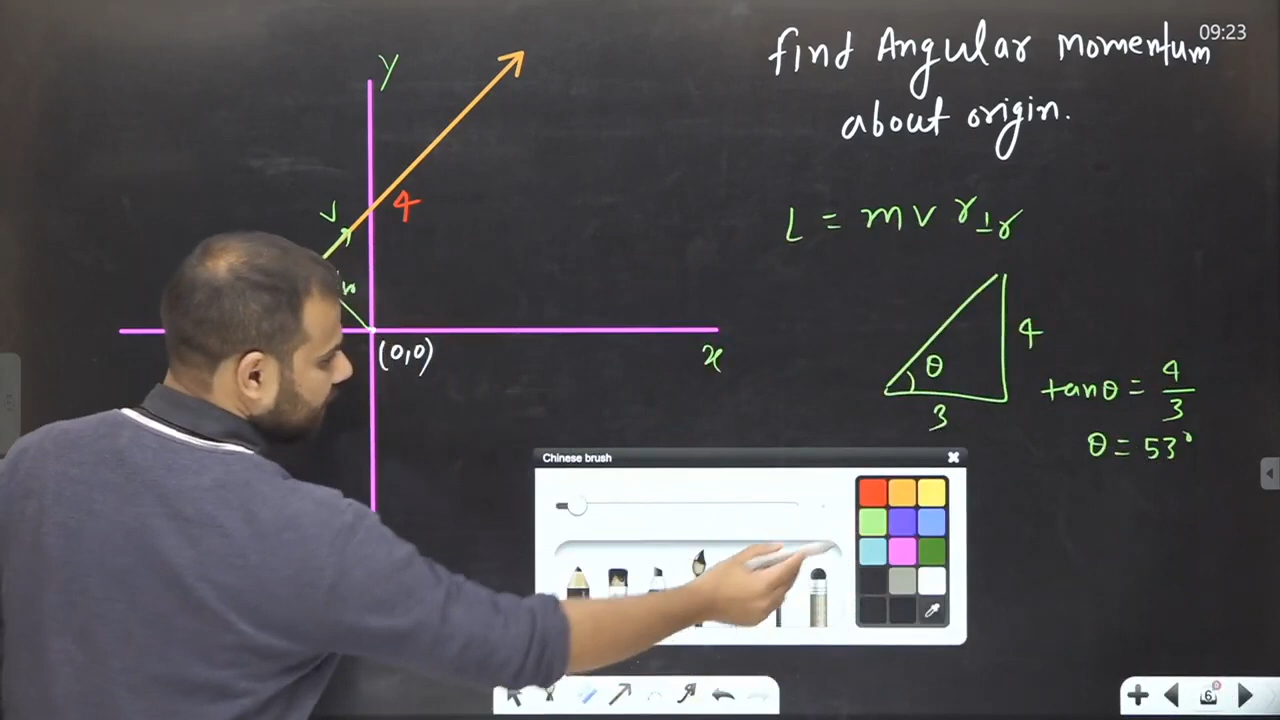 09:23
find Angular Momentum
about origin.
y
4
v
(0,0)
x
L = m v r⊥r
θ
4
3
tanθ = 4/3
θ = 53°
Chinese brush
6